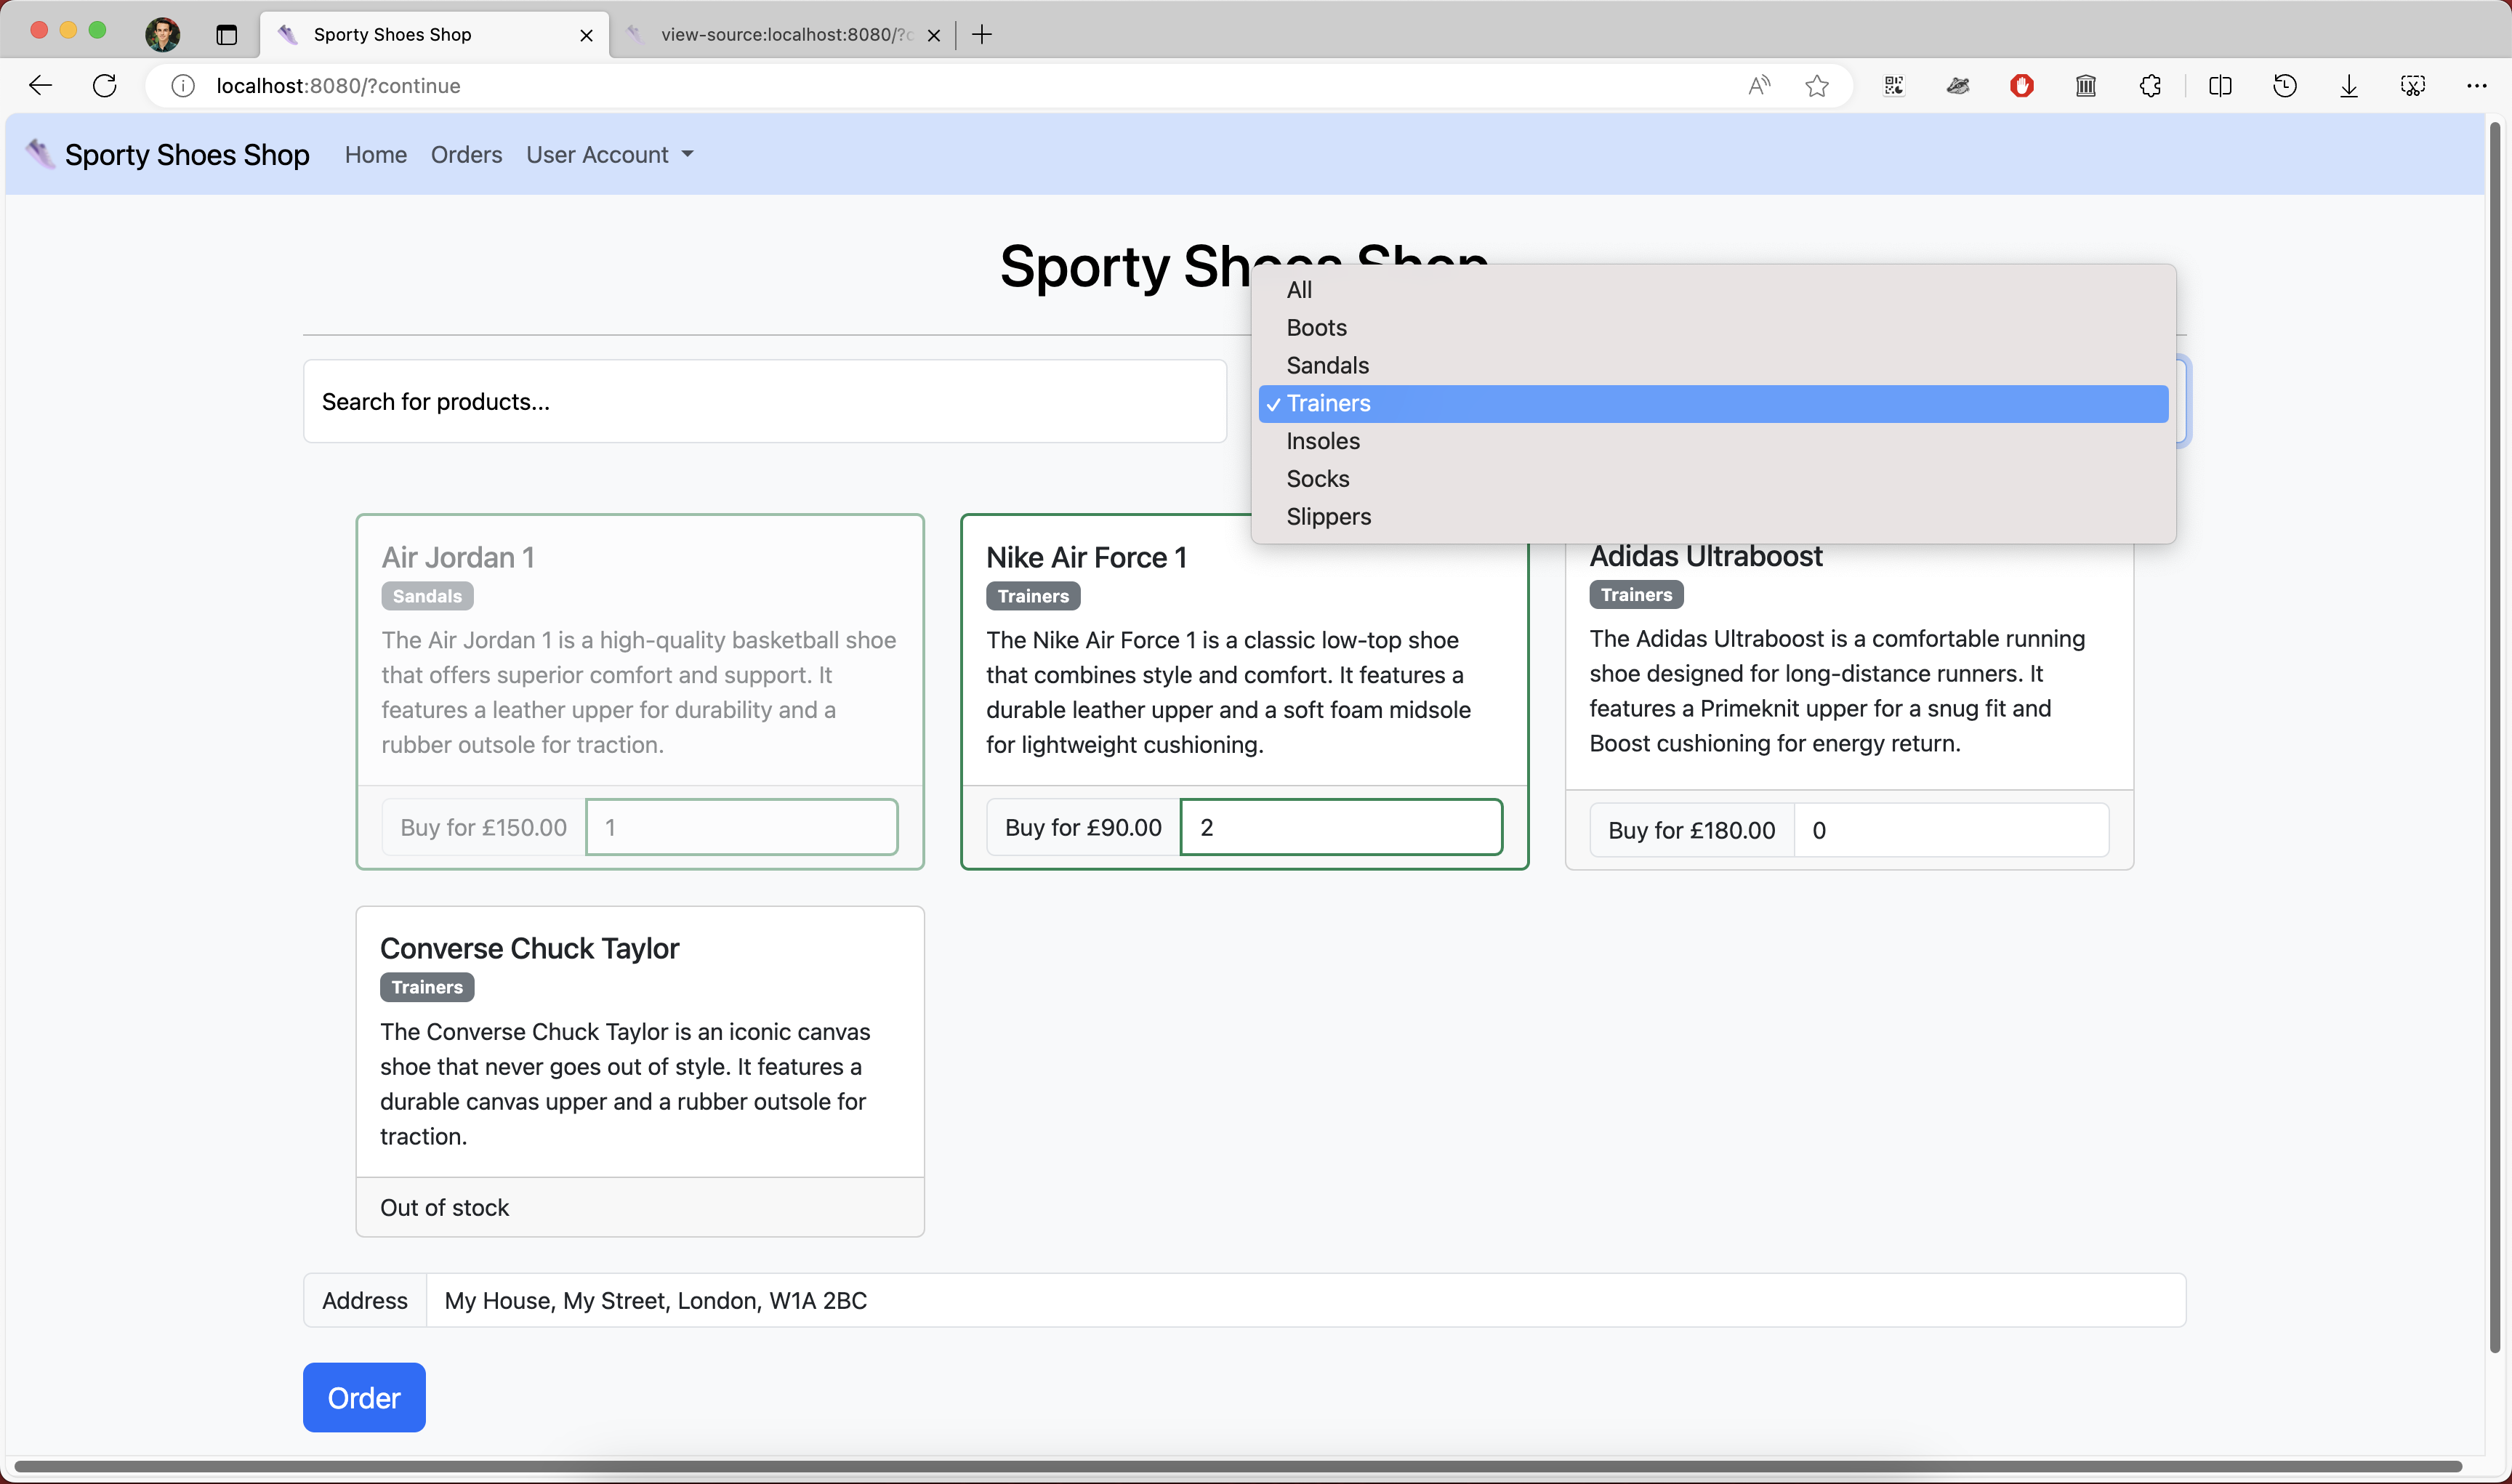 Sporty Shoes Shop
view-source:localhost:8080/?c
localhost:8080/?continue
Sporty Shoes Shop
Home
Orders
User Account
Sporty Shoes Shop
All
Boots
Sandals
✓ Trainers
Insoles
Socks
Slippers
Search for products...
Air Jordan 1
Sandals
The Air Jordan 1 is a high-quality basketball shoe
that offers superior comfort and support. It
features a leather upper for durability and a
rubber outsole for traction.
Buy for £150.00
1
Nike Air Force 1
Trainers
The Nike Air Force 1 is a classic low-top shoe
that combines style and comfort. It features a
durable leather upper and a soft foam midsole
for lightweight cushioning.
Buy for £90.00
2
Adidas Ultraboost
Trainers
The Adidas Ultraboost is a comfortable running
shoe designed for long-distance runners. It
features a Primeknit upper for a snug fit and
Boost cushioning for energy return.
Buy for £180.00
0
Converse Chuck Taylor
Trainers
The Converse Chuck Taylor is an iconic canvas
shoe that never goes out of style. It features a
durable canvas upper and a rubber outsole for
traction.
Out of stock
Address
My House, My Street, London, W1A 2BC
Order